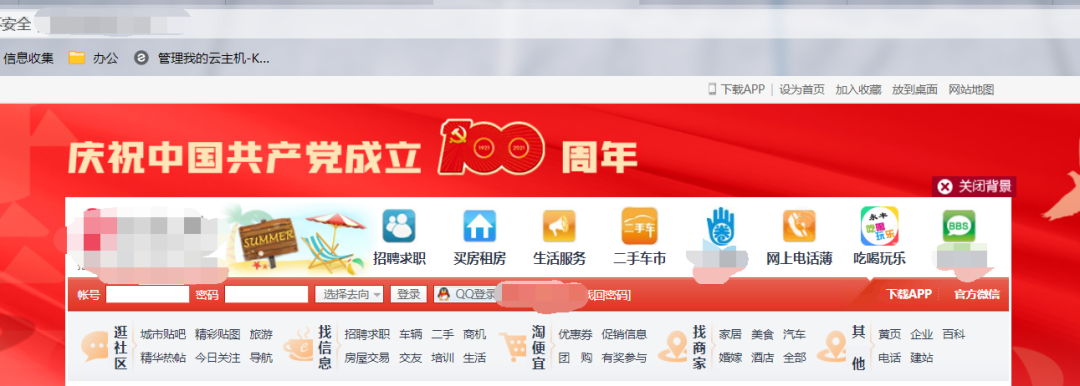 安全
信息收集 办公 管理我的云主机-K...
下载APP | 设为首页 加入收藏 放到桌面 网站地图
庆祝中国共产党成立100周年
1921 2021
关闭背景
SUMMER
二手车
卷
永丰
吃喝玩乐
BBS
招聘求职 买房租房 生活服务 二手车市 网上电话薄 吃喝玩乐
帐号 密码 选择去向 登录 QQ登录 找回密码] 下载APP 官方微信
逛社区 城市贴吧 精彩贴图 旅游 找信息 招聘求职 车辆 二手 商机 淘便宜 优惠券 促销信息 找商家 家居 美食 汽车 其他 黄页 企业 百科
精华热帖 今日关注 导航 房屋交易 交友 培训 生活 团购 有奖参与 婚嫁 酒店 全部 电话 建站